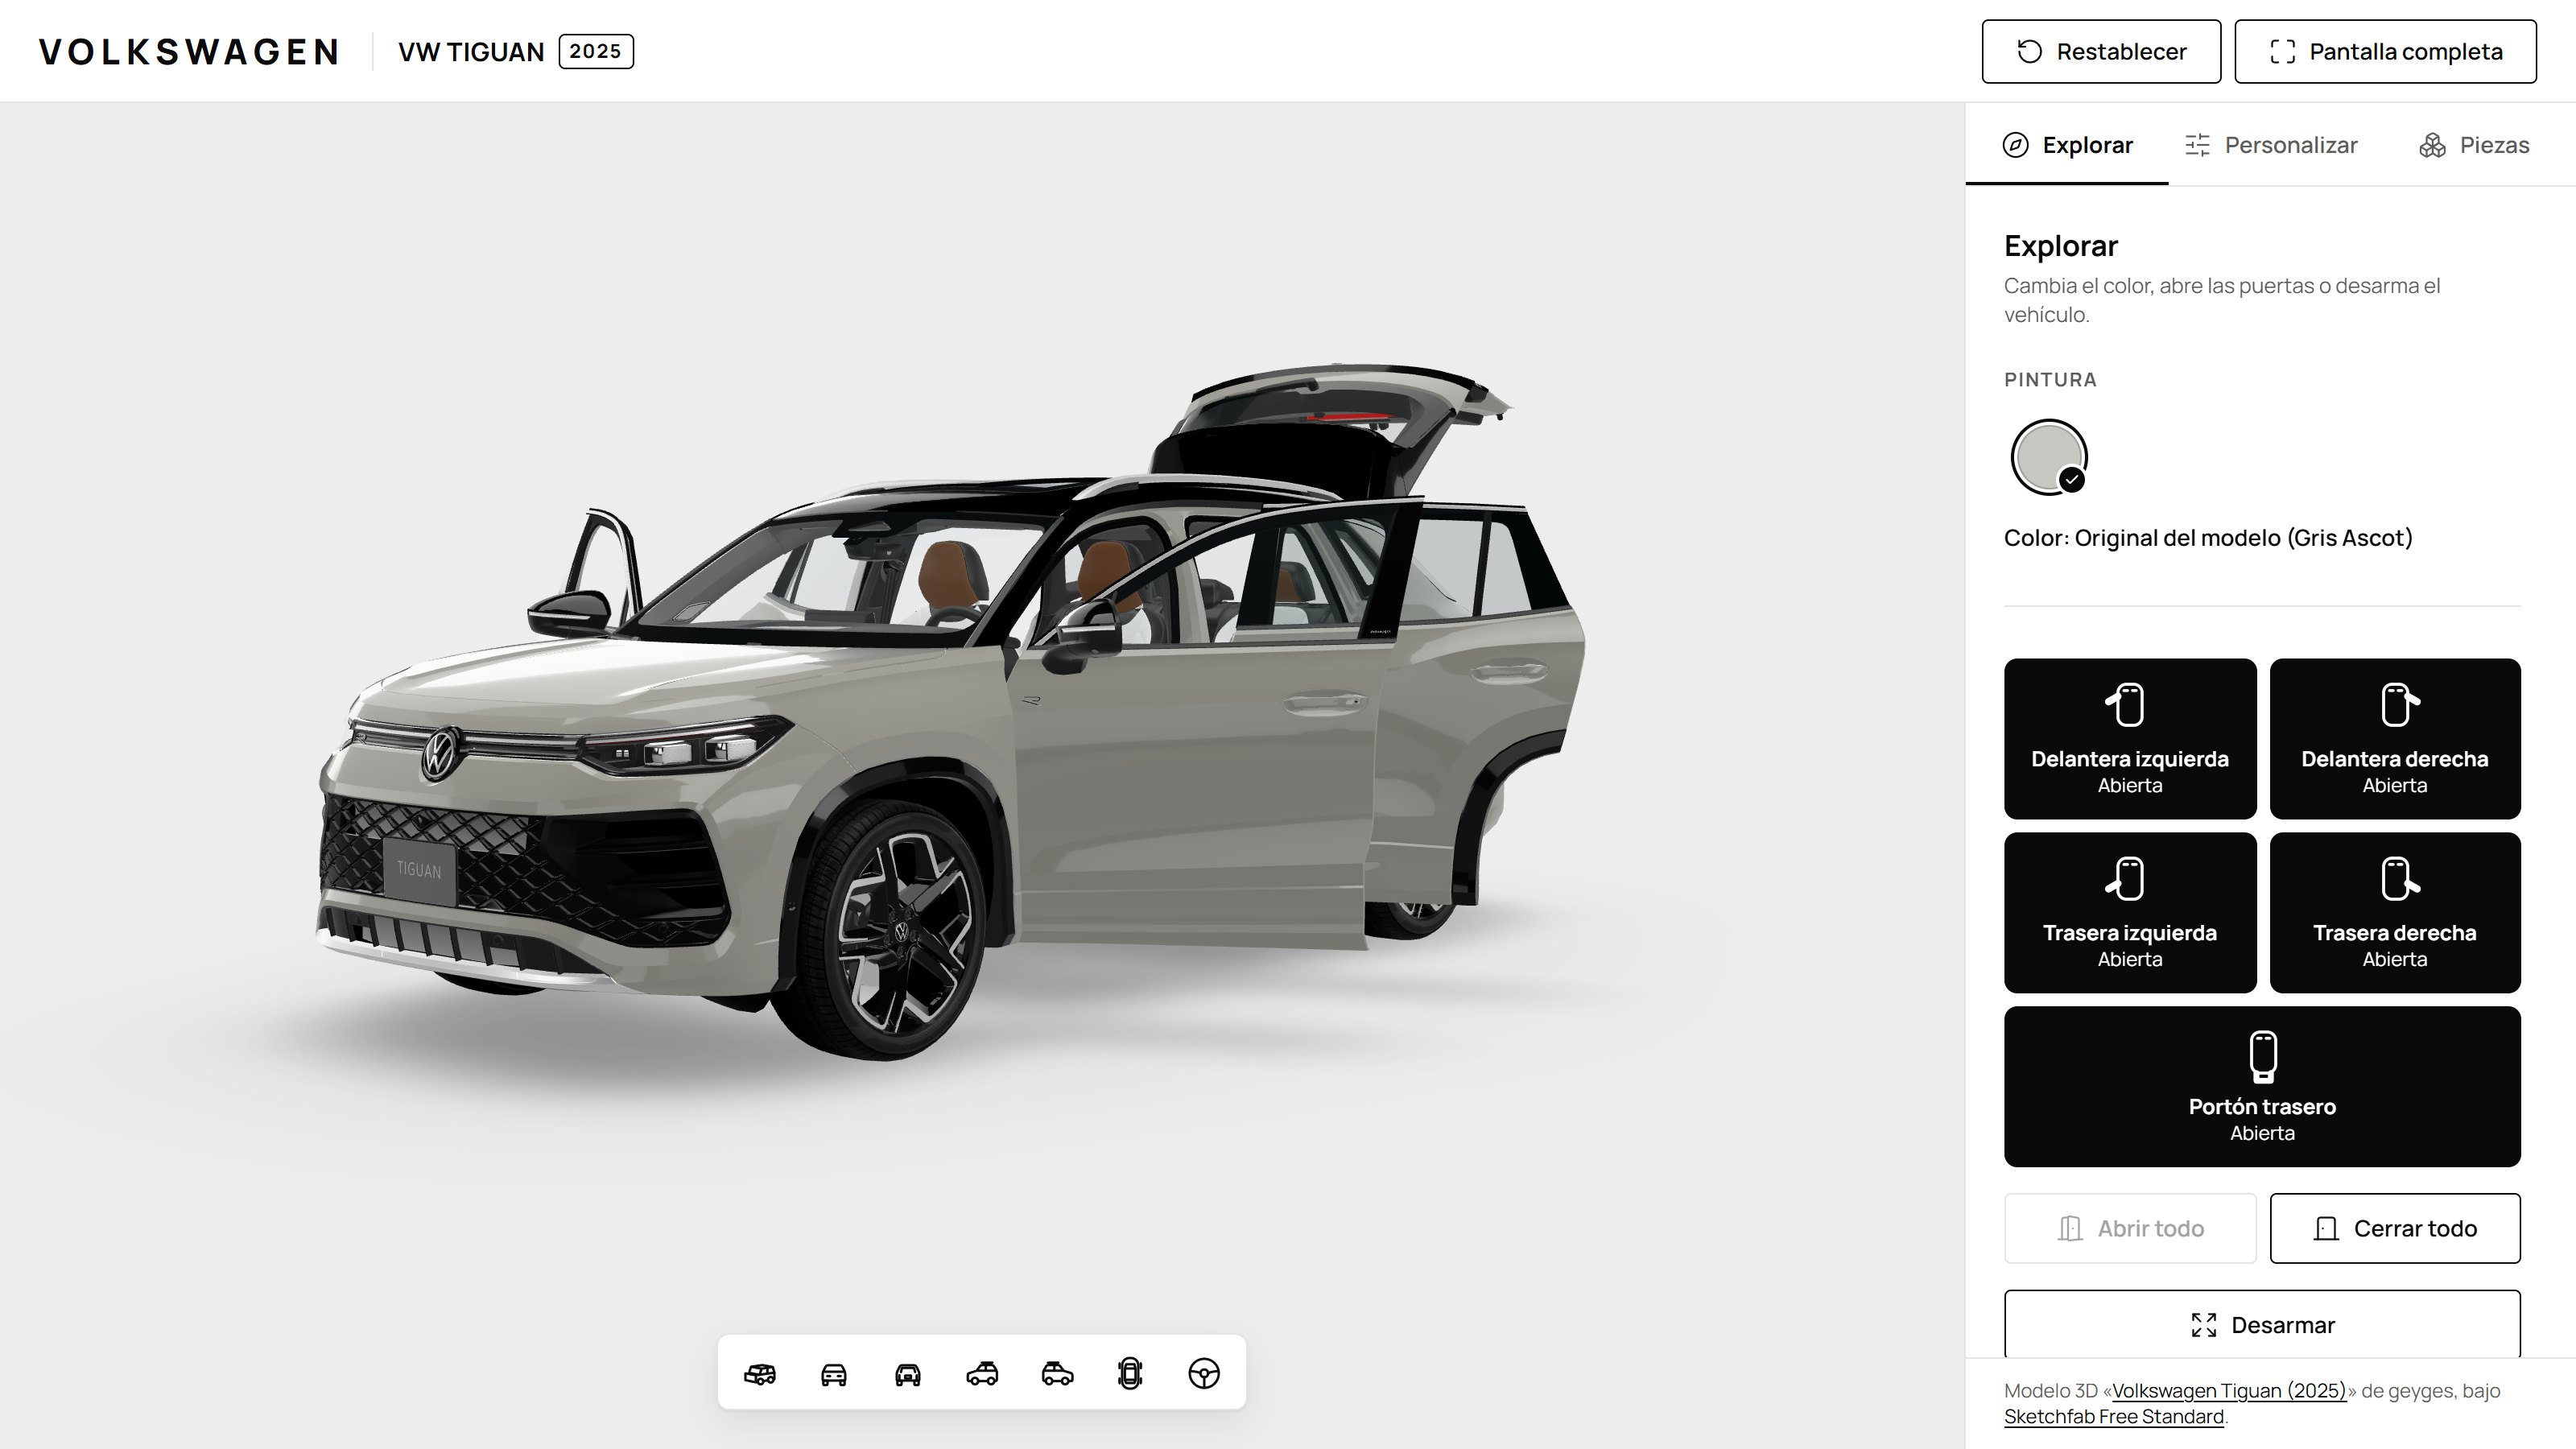 VOLKSWAGEN
VW TIGUAN 2025
Restablecer
Pantalla completa
Explorar
Personalizar
Piezas
Explorar
Cambia el color, abre las puertas o desarma el
vehículo.
PINTURA
Color: Original del modelo (Gris Ascot)
TIGUAN
Delantera izquierda
Abierta
Delantera derecha
Abierta
Trasera izquierda
Abierta
Trasera derecha
Abierta
Portón trasero
Abierta
Abrir todo
Cerrar todo
Desarmar
Modelo 3D «Volkswagen Tiguan (2025)» de geyges, bajo
Sketchfab Free Standard.